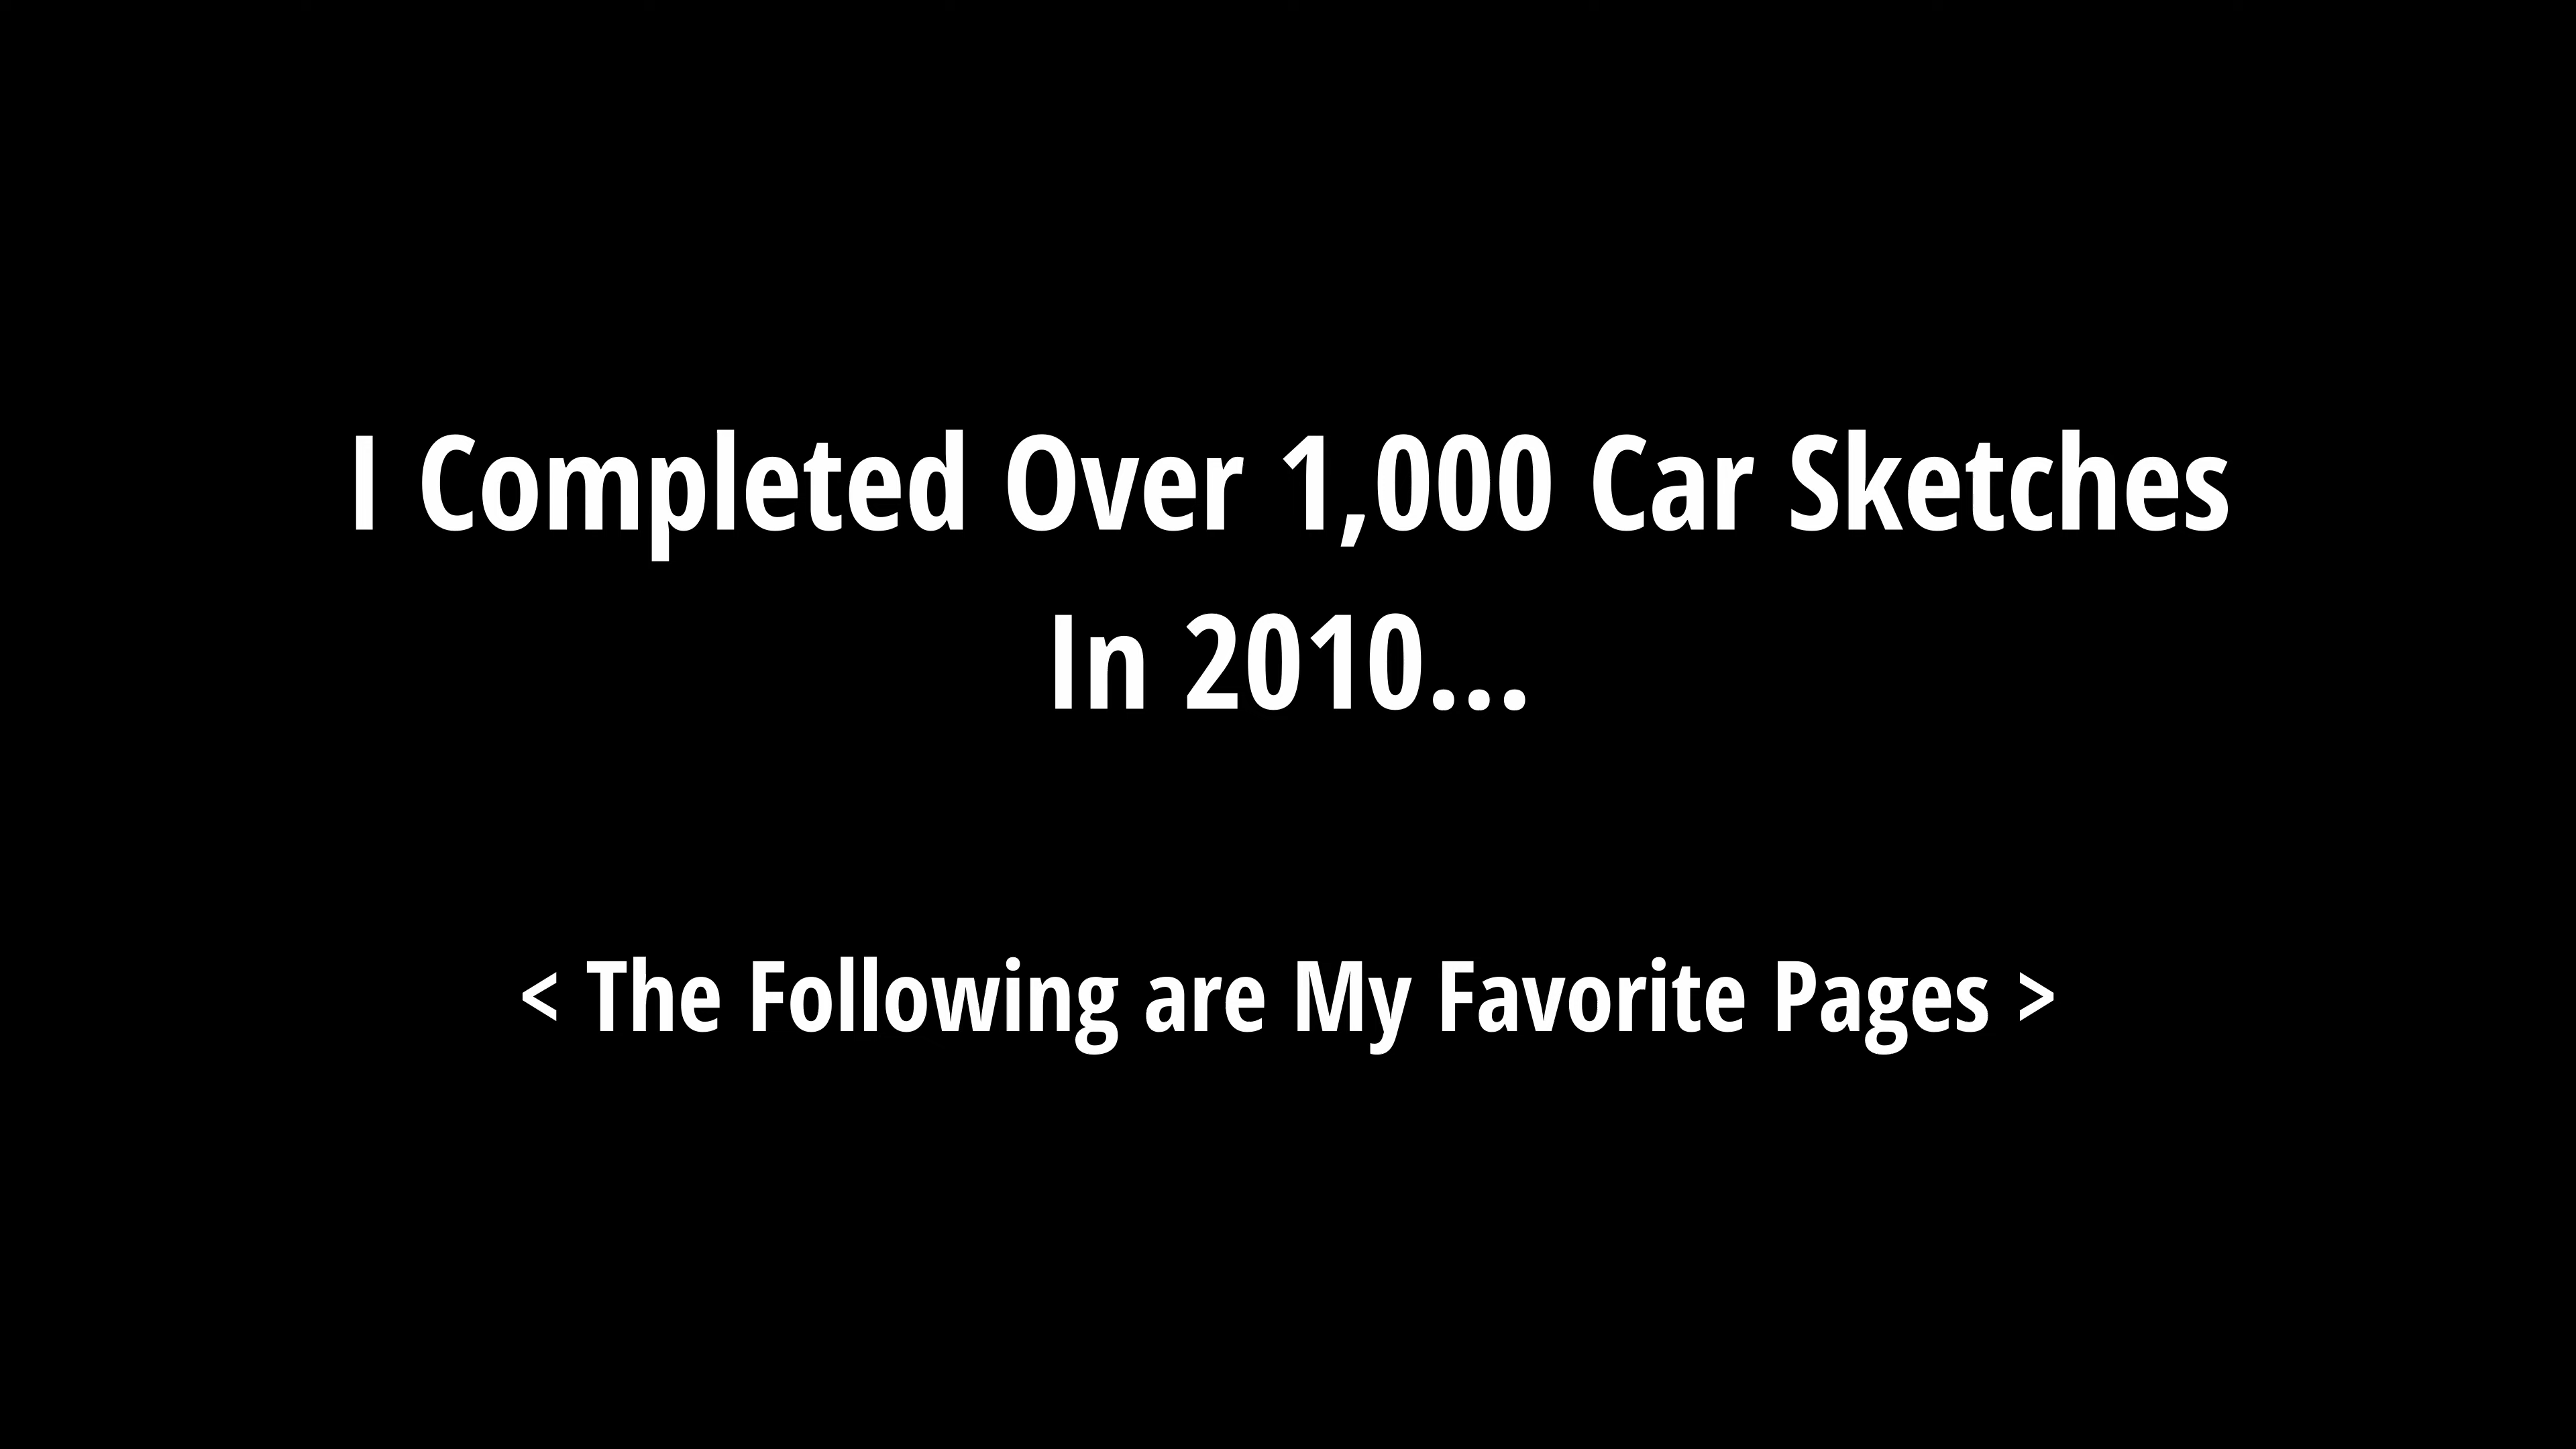 I Completed Over 1,000 Car Sketches
In 2010...
< The Following are My Favorite Pages >